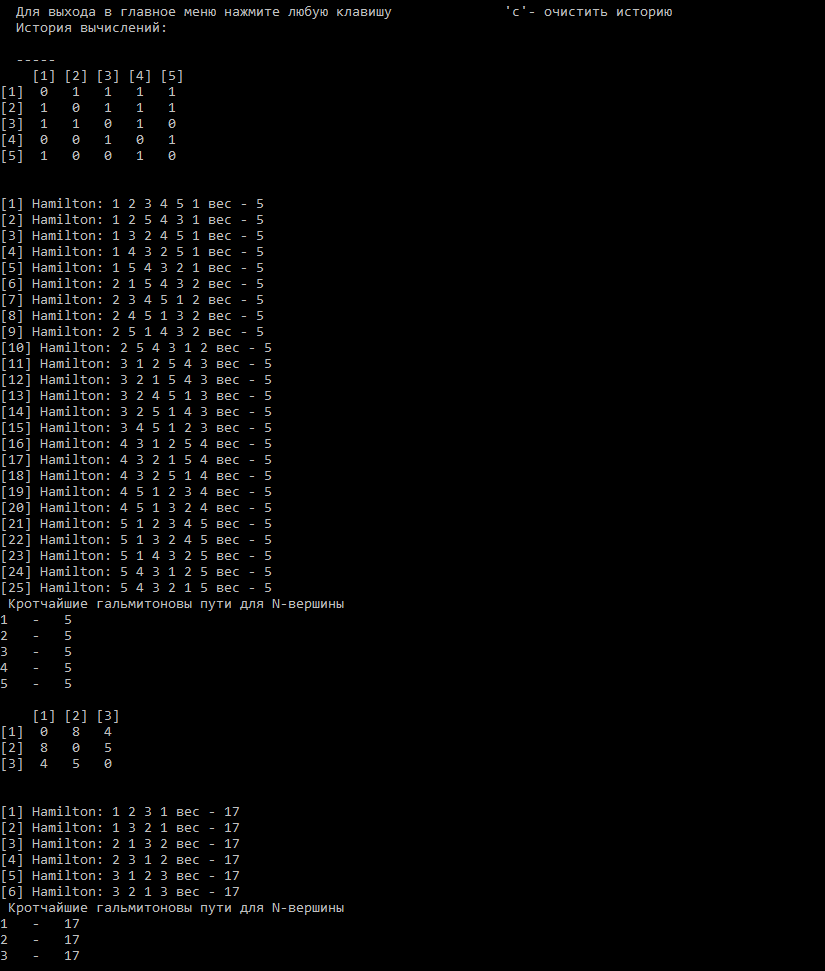 Для выхода в главное меню нажмите любую клавишу 'c'- очистить историю
История вычислений:
-----
[1] [2] [3] [4] [5]
[1] 0 1 1 1 1
[2] 1 0 1 1 1
[3] 1 1 0 1 0
[4] 0 0 1 0 1
[5] 1 0 0 1 0
[1] Hamilton: 1 2 3 4 5 1 вес - 5
[2] Hamilton: 1 2 5 4 3 1 вес - 5
[3] Hamilton: 1 3 2 4 5 1 вес - 5
[4] Hamilton: 1 4 3 2 5 1 вес - 5
[5] Hamilton: 1 5 4 3 2 1 вес - 5
[6] Hamilton: 2 1 5 4 3 2 вес - 5
[7] Hamilton: 2 3 4 5 1 2 вес - 5
[8] Hamilton: 2 4 5 1 3 2 вес - 5
[9] Hamilton: 2 5 1 4 3 2 вес - 5
[10] Hamilton: 2 5 4 3 1 2 вес - 5
[11] Hamilton: 3 1 2 5 4 3 вес - 5
[12] Hamilton: 3 2 1 5 4 3 вес - 5
[13] Hamilton: 3 2 4 5 1 3 вес - 5
[14] Hamilton: 3 2 5 1 4 3 вес - 5
[15] Hamilton: 3 4 5 1 2 3 вес - 5
[16] Hamilton: 4 3 1 2 5 4 вес - 5
[17] Hamilton: 4 3 2 1 5 4 вес - 5
[18] Hamilton: 4 3 2 5 1 4 вес - 5
[19] Hamilton: 4 5 1 2 3 4 вес - 5
[20] Hamilton: 4 5 1 3 2 4 вес - 5
[21] Hamilton: 5 1 2 3 4 5 вес - 5
[22] Hamilton: 5 1 3 2 4 5 вес - 5
[23] Hamilton: 5 1 4 3 2 5 вес - 5
[24] Hamilton: 5 4 3 1 2 5 вес - 5
[25] Hamilton: 5 4 3 2 1 5 вес - 5
Кротчайшие гальмитоновы пути для N-вершины
1 - 5
2 - 5
3 - 5
4 - 5
5 - 5
[1] [2] [3]
[1] 0 8 4
[2] 8 0 5
[3] 4 5 0
[1] Hamilton: 1 2 3 1 вес - 17
[2] Hamilton: 1 3 2 1 вес - 17
[3] Hamilton: 2 1 3 2 вес - 17
[4] Hamilton: 2 3 1 2 вес - 17
[5] Hamilton: 3 1 2 3 вес - 17
[6] Hamilton: 3 2 1 3 вес - 17
Кротчайшие гальмитоновы пути для N-вершины
1 - 17
2 - 17
3 - 17